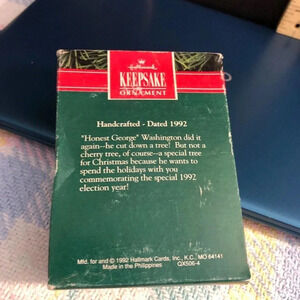 Hallmark
KEEPSAKE
ORNAMENT
Handcrafted - Dated 1992
"Honest George" Washington did it
again--he cut down a tree! But not a
cherry tree, of course--a special tree
for Christmas because he wants to
spend the holidays with you
commemorating the special 1992
election year!
Mfd. for and © 1992 Hallmark Cards, Inc., K.C., MO 64141
Made in the Philippines QX506-4